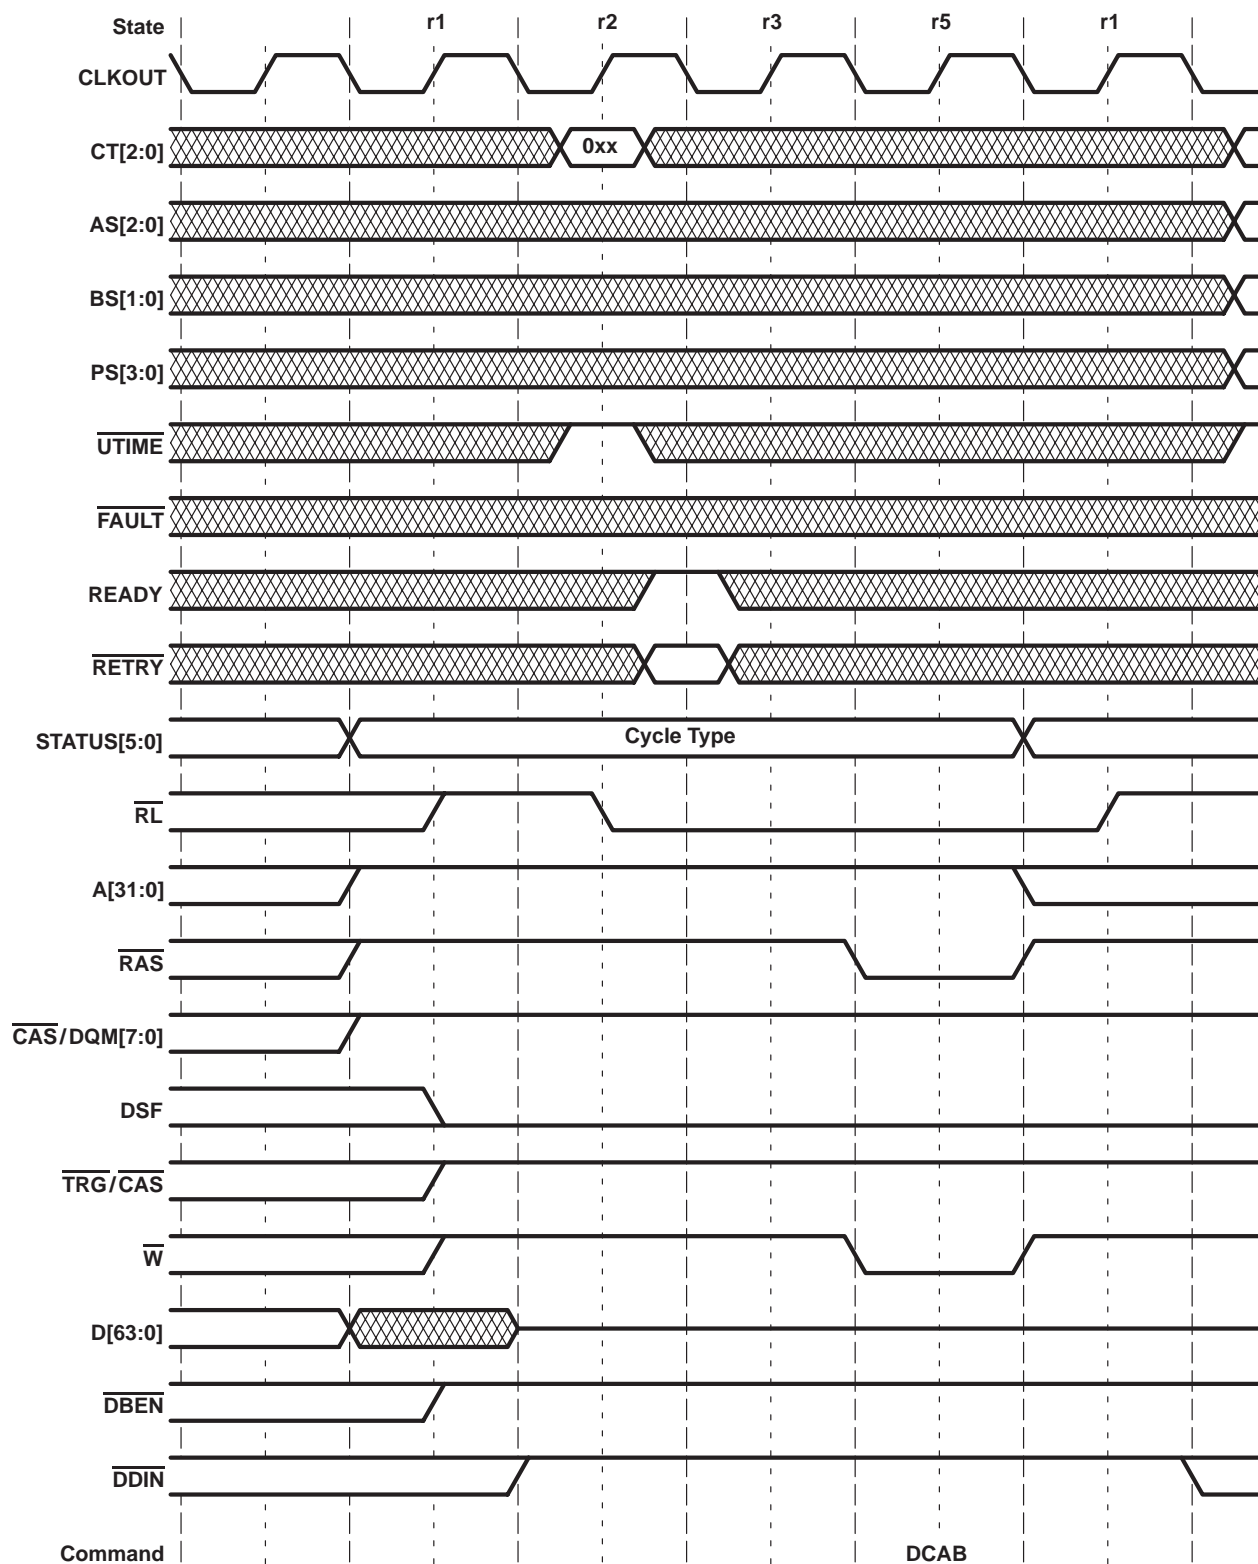 State r1 r2 r3 r5 r1
CLKOUT
CT[2:0] 0xx
AS[2:0]
BS[1:0]
PS[3:0]
UTIME
FAULT
READY
RETRY
STATUS[5:0] Cycle Type
RL
A[31:0]
RAS
CAS/DQM[7:0]
DSF
TRG/CAS
W
D[63:0]
DBEN
DDIN
Command DCAB